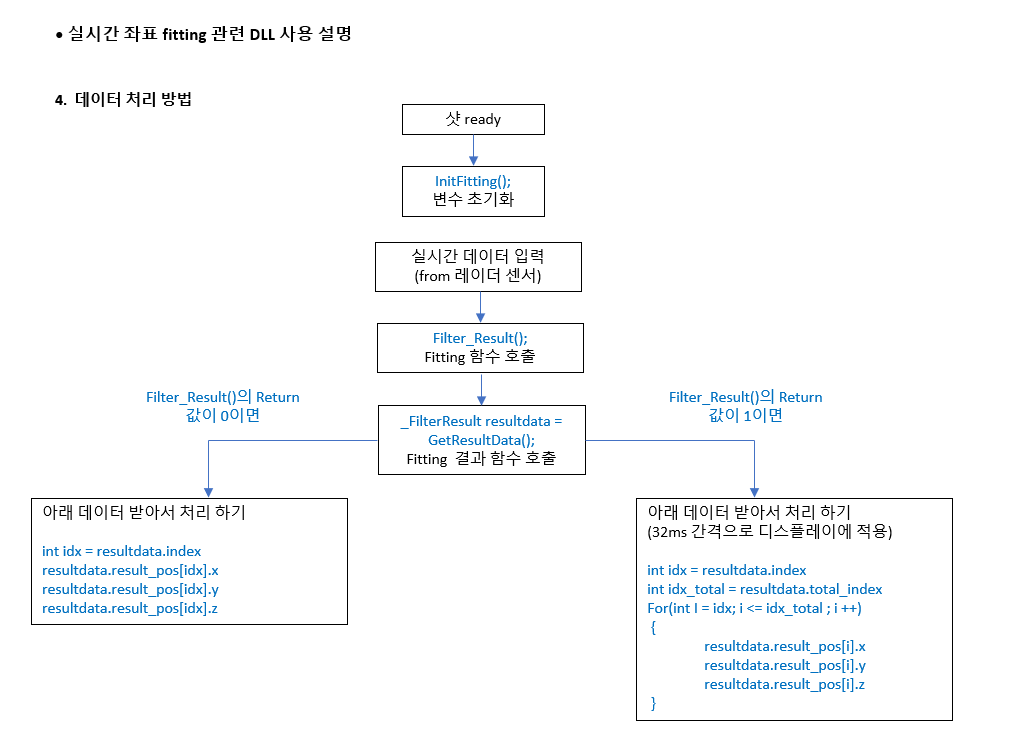 • 실시간 좌표 fitting 관련 DLL 사용 설명
4. 데이터 처리 방법
샷 ready
InitFitting();
변수 초기화
실시간 데이터 입력
(from 레이더 센서)
Filter_Result();
Fitting 함수 호출
Filter_Result()의 Return
값이 0이면
Filter_Result()의 Return
값이 1이면
_FilterResult resultdata =
GetResultData();
Fitting 결과 함수 호출
아래 데이터 받아서 처리 하기
int idx = resultdata.index
resultdata.result_pos[idx].x
resultdata.result_pos[idx].y
resultdata.result_pos[idx].z
아래 데이터 받아서 처리 하기
(32ms 간격으로 디스플레이에 적용)
int idx = resultdata.index
int idx_total = resultdata.total_index
For(int I = idx; i <= idx_total ; i ++)
{
resultdata.result_pos[i].x
resultdata.result_pos[i].y
resultdata.result_pos[i].z
}